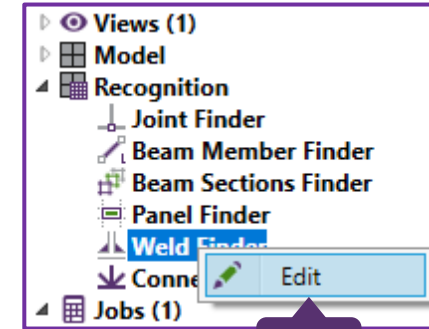 Views (1)
Model
Recognition
Joint Finder
Beam Member Finder
Beam Sections Finder
Panel Finder
Weld Finder
Edit
Jobs (1)